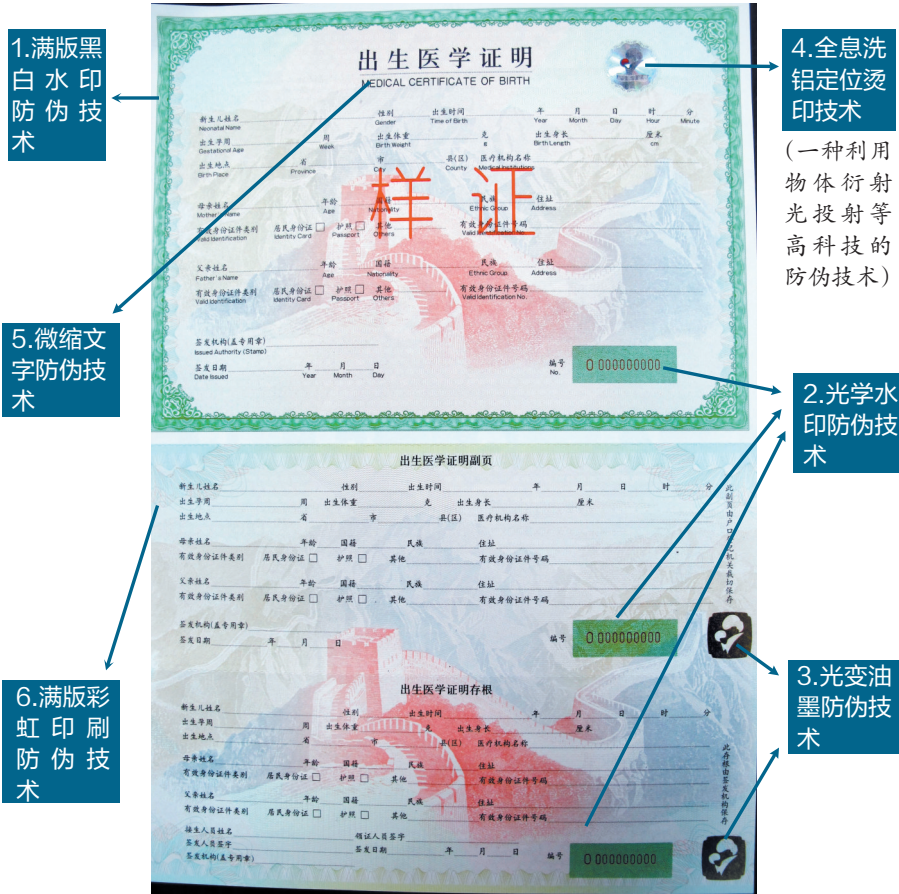 1.满版黑
白水印
防伪技
术
出生医学证明
MEDICAL CERTIFICATE OF BIRTH
4.全息洗
铝定位烫
印技术
(一种利用
物体衍射
光投射等
高科技的
防伪技术)
新生儿姓名 性别 出生时间 年 月 日 时 分
Neonatal Name Gender Time of Birth Year Month Day Hour Minute
出生孕周 周 出生体重 克 出生身长 厘米
Gestational Age Week Birth Weight g Birth Length cm
出生地点 省 市 县(区) 医疗机构名称
Birth Place Province City County Medical Institutions
样证
母亲姓名 年龄 国籍 民族 住址
Mother's Name Age Nationality Ethnic Group Address
有效身份证件类别 居民身份证 □ 护照 □ 其他 有效身份证件号码
Valid Identification Identity Card Passport Others Valid Identification No.
父亲姓名 年龄 国籍 民族 住址
Father's Name Age Nationality Ethnic Group Address
有效身份证件类别 居民身份证 □ 护照 □ 其他 有效身份证件号码
Valid Identification Identity Card Passport Others Valid Identification No.
签发机构(盖专用章)
Issued Authority (Stamp)
签发日期 年 月 日 编号 O 000000000
Date Issued Year Month Day No.
5.微缩文
字防伪技
术
2.光学水
印防伪技
术
出生医学证明副页
新生儿姓名 性别 出生时间 年 月 日 时 分
出生孕周 周 出生体重 克 出生身长 厘米
出生地点 省 市 县(区) 医疗机构名称
母亲姓名 年龄 国籍 民族 住址
有效身份证件类别 居民身份证 □ 护照 □ 其他 有效身份证件号码
父亲姓名 年龄 国籍 民族 住址
有效身份证件类别 居民身份证 □ 护照 □ 其他 有效身份证件号码
签发机构(盖专用章)
签发日期 年 月 日 编号 O 000000000
此副页由户口登记机关裁切保存
6.满版彩
虹印刷
防伪技
术
3.光变油
墨防伪技
术
出生医学证明存根
新生儿姓名 性别 出生时间 年 月 日 时 分
出生孕周 周 出生体重 克 出生身长 厘米
出生地点 省 市 县(区) 医疗机构名称
母亲姓名 年龄 国籍 民族 住址
有效身份证件类别 居民身份证 □ 护照 □ 其他 有效身份证件号码
父亲姓名 年龄 国籍 民族 住址
有效身份证件类别 居民身份证 □ 护照 □ 其他 有效身份证件号码
接生人员姓名 领证人员签字
签发人员签字 签发日期 年 月 日 编号 O 000000000
签发机构(盖专用章)
此存根由签发机构保存